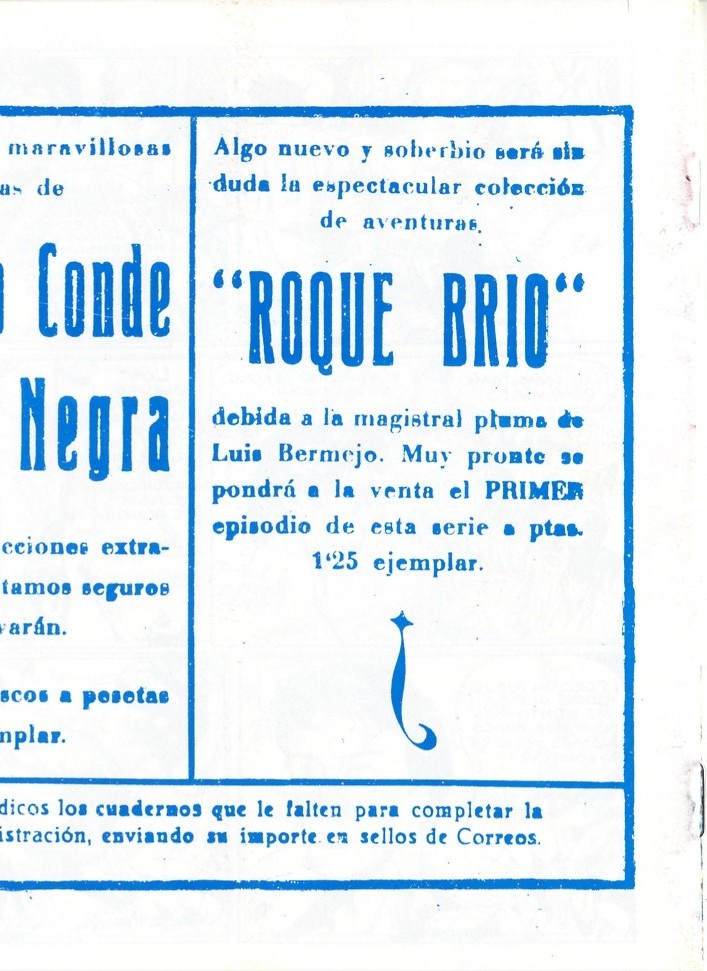 maravillosas
as de
Conde
Negra
cciones extra-
tamos seguros
varán.
scos a pesetas
mplar.
Algo nuevo y soberbio será sin
duda la espectacular colección
de aventuras,
“ROQUE BRIO“
debida a la magistral pluma de
Luis Bermejo. Muy pronto se
pondrá a la venta el PRIMER
episodio de esta serie a ptas.
1‘25 ejemplar.
dicos los cuadernos que le falten para completar la
istración, enviando su importe en sellos de Correos.